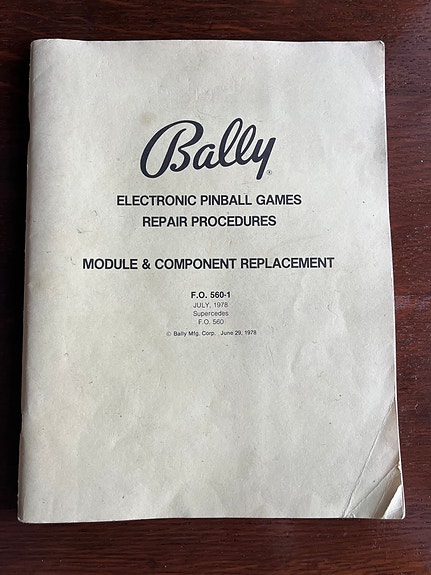 Bally®
ELECTRONIC PINBALL GAMES
REPAIR PROCEDURES
MODULE & COMPONENT REPLACEMENT
F.O. 560-1
JULY, 1978
Supercedes
F.O. 560
© Bally Mfg. Corp. June 29, 1978